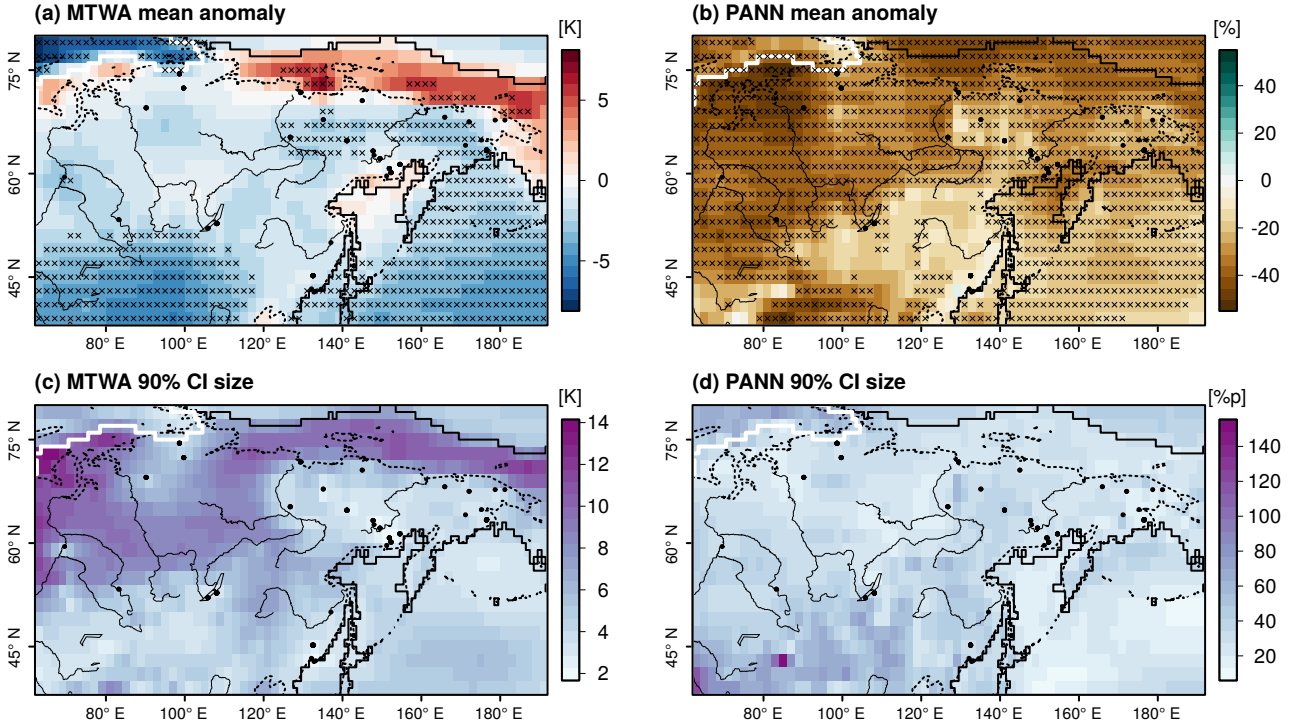 (a) MTWA mean anomaly
[K]
75° N
60° N
45° N
80° E
100° E
120° E
140° E
160° E
180° E
5
0
-5
(b) PANN mean anomaly
[%]
75° N
60° N
45° N
80° E
100° E
120° E
140° E
160° E
180° E
40
20
0
-20
-40
(c) MTWA 90% CI size
[K]
75° N
60° N
45° N
80° E
100° E
120° E
140° E
160° E
180° E
14
12
10
8
6
4
2
(d) PANN 90% CI size
[%p]
75° N
60° N
45° N
80° E
100° E
120° E
140° E
160° E
180° E
140
120
100
80
60
40
20